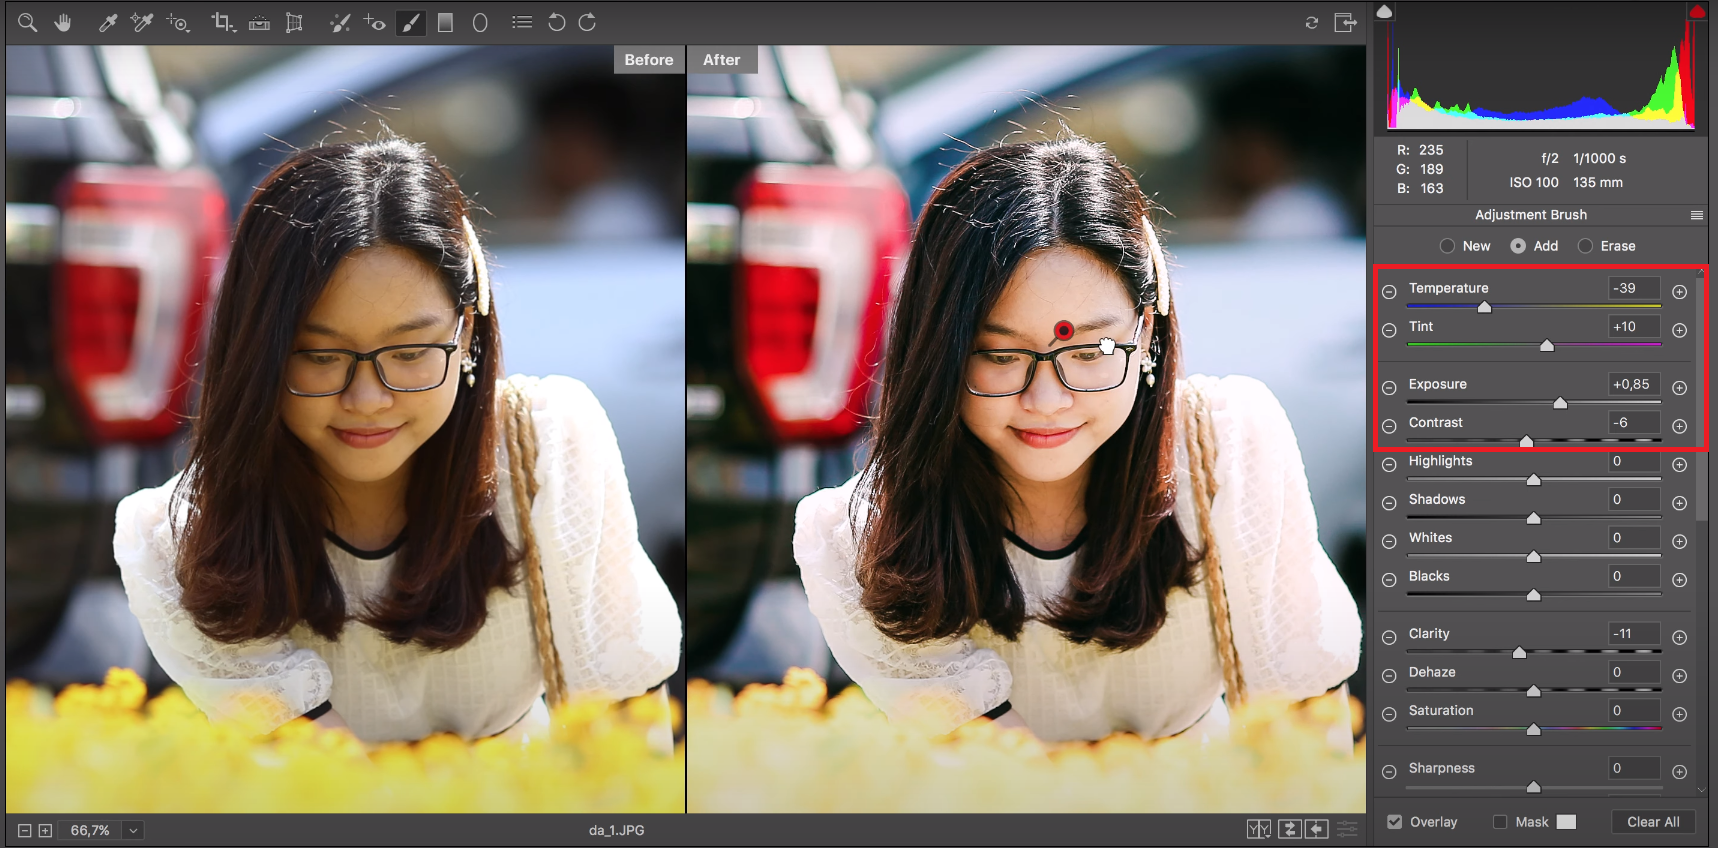 Before
After
R: 235
G: 189
B: 163
f/2 1/1000 s
ISO 100 135 mm
Adjustment Brush
New Add Erase
Temperature -39
Tint +10
Exposure +0,85
Contrast -6
Highlights 0
Shadows 0
Whites 0
Blacks 0
Clarity -11
Dehaze 0
Saturation 0
Sharpness 0
66,7%
da_1.JPG
Overlay
Mask
Clear All